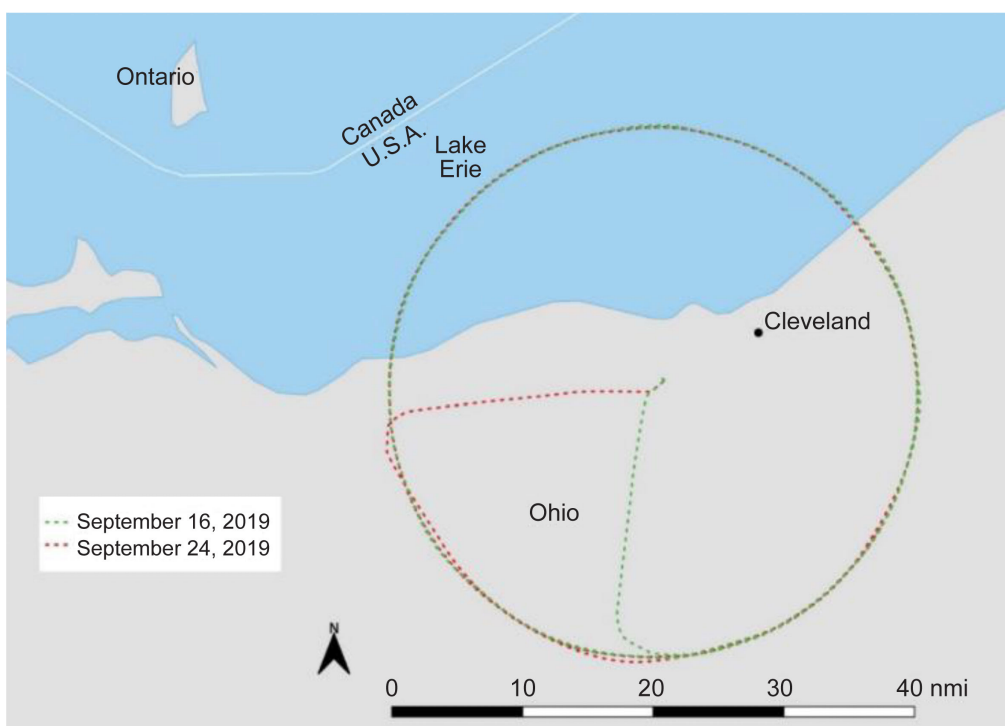 Ontario
Canada
U.S.A.
Lake
Erie
Cleveland
Ohio
September 16, 2019
September 24, 2019
N
0 10 20 30 40 nmi